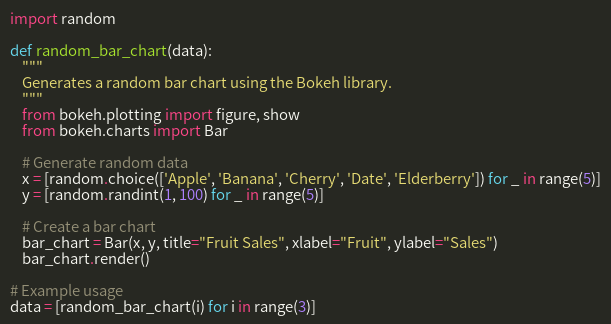 import random
def random_bar_chart(data):
"""
Generates a random bar chart using the Bokeh library.
"""
from bokeh.plotting import figure, show
from bokeh.charts import Bar
# Generate random data
x = [random.choice(['Apple', 'Banana', 'Cherry', 'Date', 'Elderberry']) for _ in range(5)]
y = [random.randint(1, 100) for _ in range(5)]
# Create a bar chart
bar_chart = Bar(x, y, title="Fruit Sales", xlabel="Fruit", ylabel="Sales")
bar_chart.render()
# Example usage
data = [random_bar_chart(i) for i in range(3)]